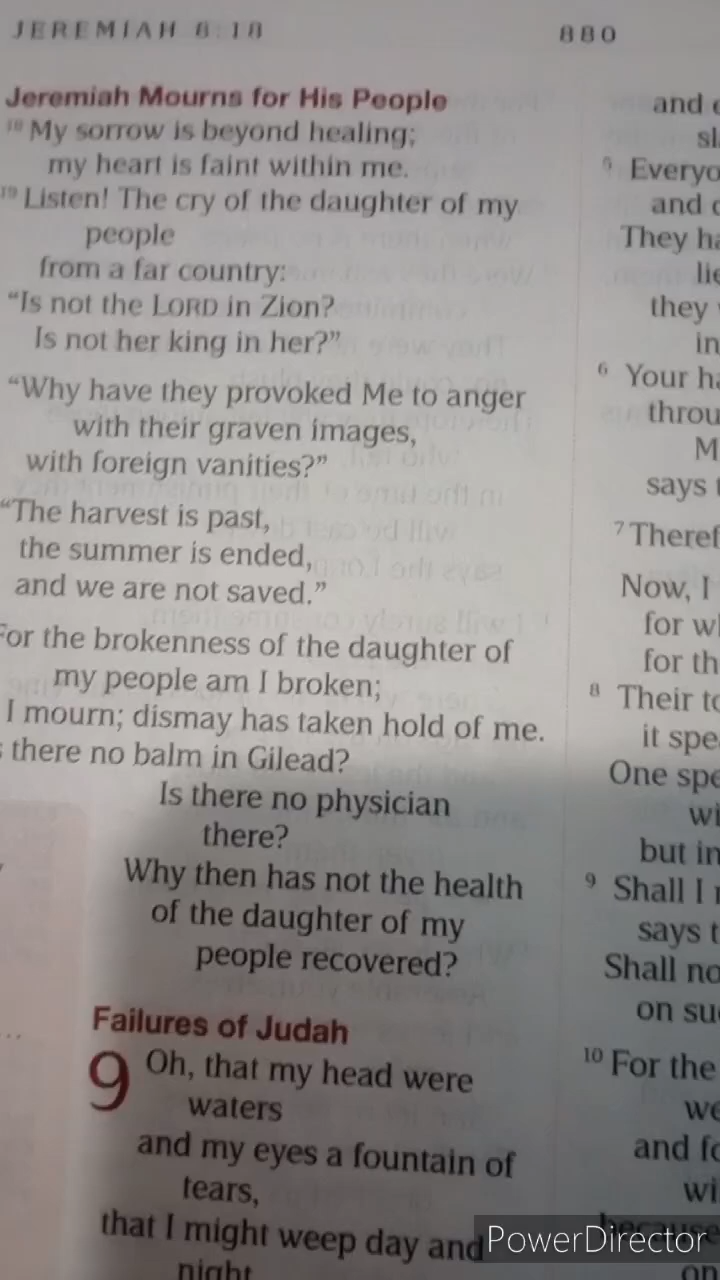 JEREMIAH 8:18
880
Jeremiah Mourns for His People
18 My sorrow is beyond healing;
my heart is faint within me.
19 Listen! The cry of the daughter of my
people
from a far country:
“Is not the LORD in Zion?
Is not her king in her?”
“Why have they provoked Me to anger
with their graven images,
with foreign vanities?”
“The harvest is past,
the summer is ended,
and we are not saved.”
For the brokenness of the daughter of
my people am I broken;
I mourn; dismay has taken hold of me.
there no balm in Gilead?
Is there no physician
there?
Why then has not the health
of the daughter of my
people recovered?
Failures of Judah
9 Oh, that my head were
waters
and my eyes a fountain of
tears,
that I might weep day and
night
and
5
and
They
they
in
6 Your
M
says
7
Now, I
for
for
8 Their
it
One
but in
9 Shall I
says
Shall
on
10 For the
and
because
on
PowerDirector